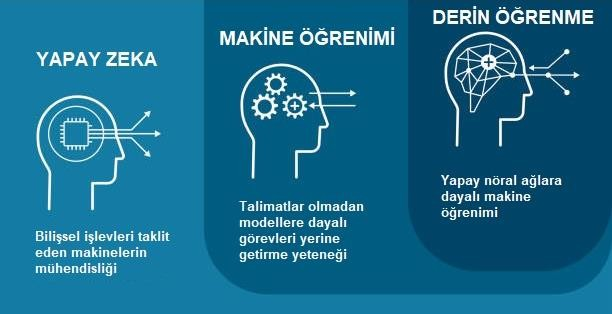 YAPAY ZEKA
Bilişsel işlevleri taklit
eden makinelerin
mühendisliği
MAKİNE ÖĞRENİMİ
Talimatlar olmadan
modellere dayalı
görevleri yerine
getirme yeteneği
DERİN ÖĞRENME
Yapay nöral ağlara
dayalı makine
öğrenimi